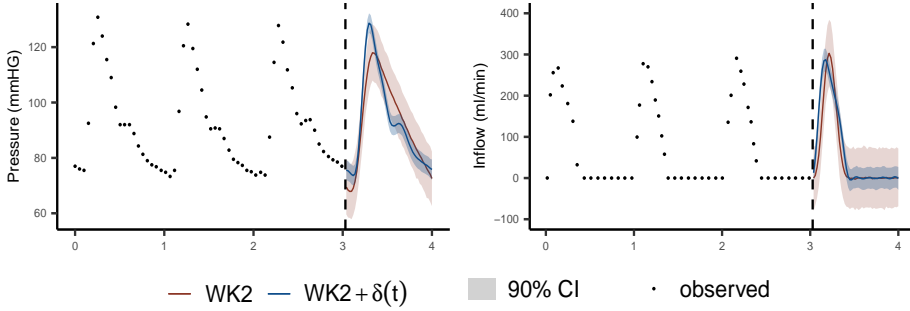 Pressure (mmHG)
120
100
80
60
0 1 2 3 4
Inflow (ml/min)
400
300
200
100
0
−100
0 1 2 3 4
WK2 WK2 + δ(t) 90% CI observed